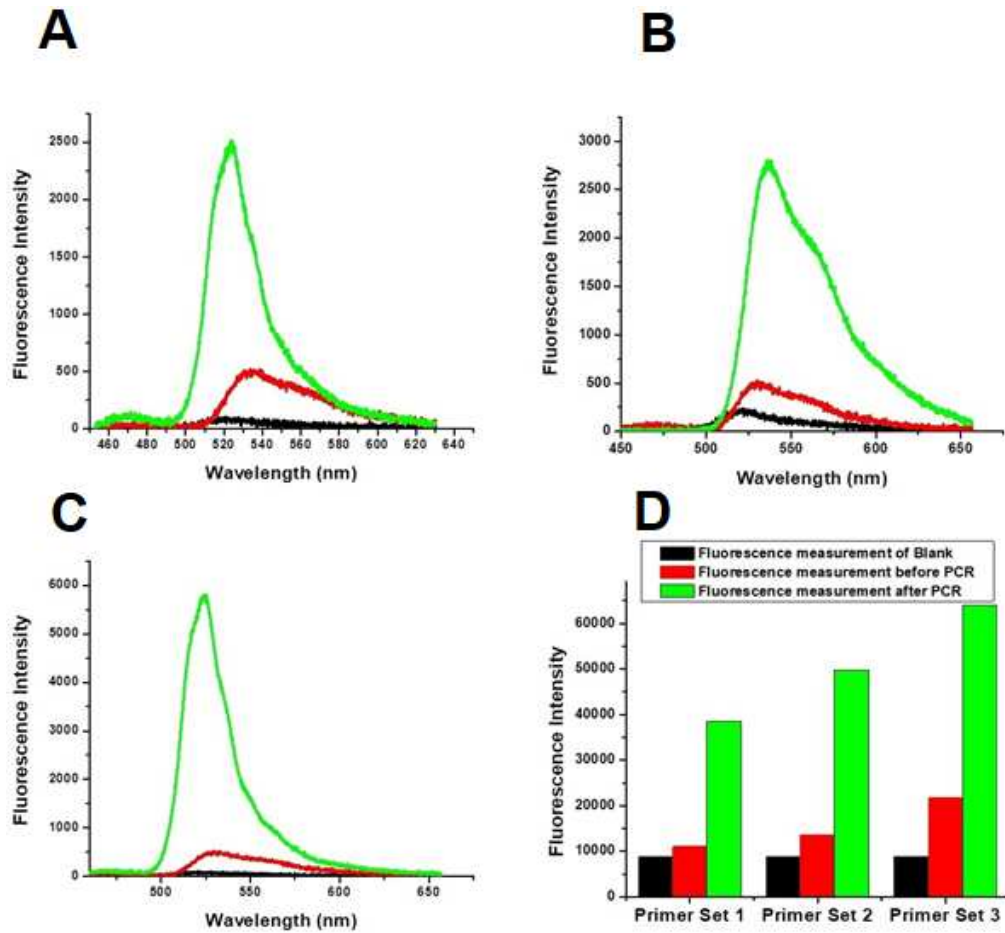 A
Fluorescence Intensity
2500
2000
1500
1000
500
0
460 480 500 520 540 560 580 600 620 640
Wavelength (nm)
B
Fluorescence Intensity
3000
2500
2000
1500
1000
500
0
450 500 550 600 650
Wavelength (nm)
C
Fluorescence Intensity
6000
5000
4000
3000
2000
1000
0
500 550 600 650
Wavelength (nm)
D
Fluorescence measurement of Blank
Fluorescence measurement before PCR
Fluorescence measurement after PCR
Fluorescence Intensity
60000
50000
40000
30000
20000
10000
0
Primer Set 1 Primer Set 2 Primer Set 3